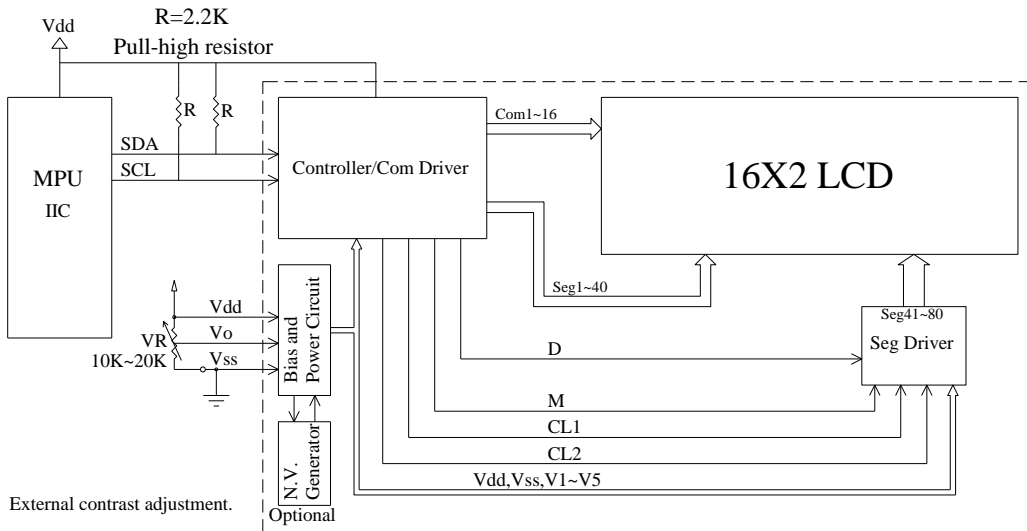 Vdd
R=2.2K
Pull-high resistor
R
R
SDA
SCL
MPU
IIC
Controller/Com Driver
Com1~16
16X2 LCD
Seg1~40
Vdd
Vo
Vss
VR
10K~20K
Bias and
Power Circuit
Seg41~80
Seg Driver
D
M
CL1
CL2
Vdd,Vss,V1~V5
N.V.
Generator
Optional
External contrast adjustment.